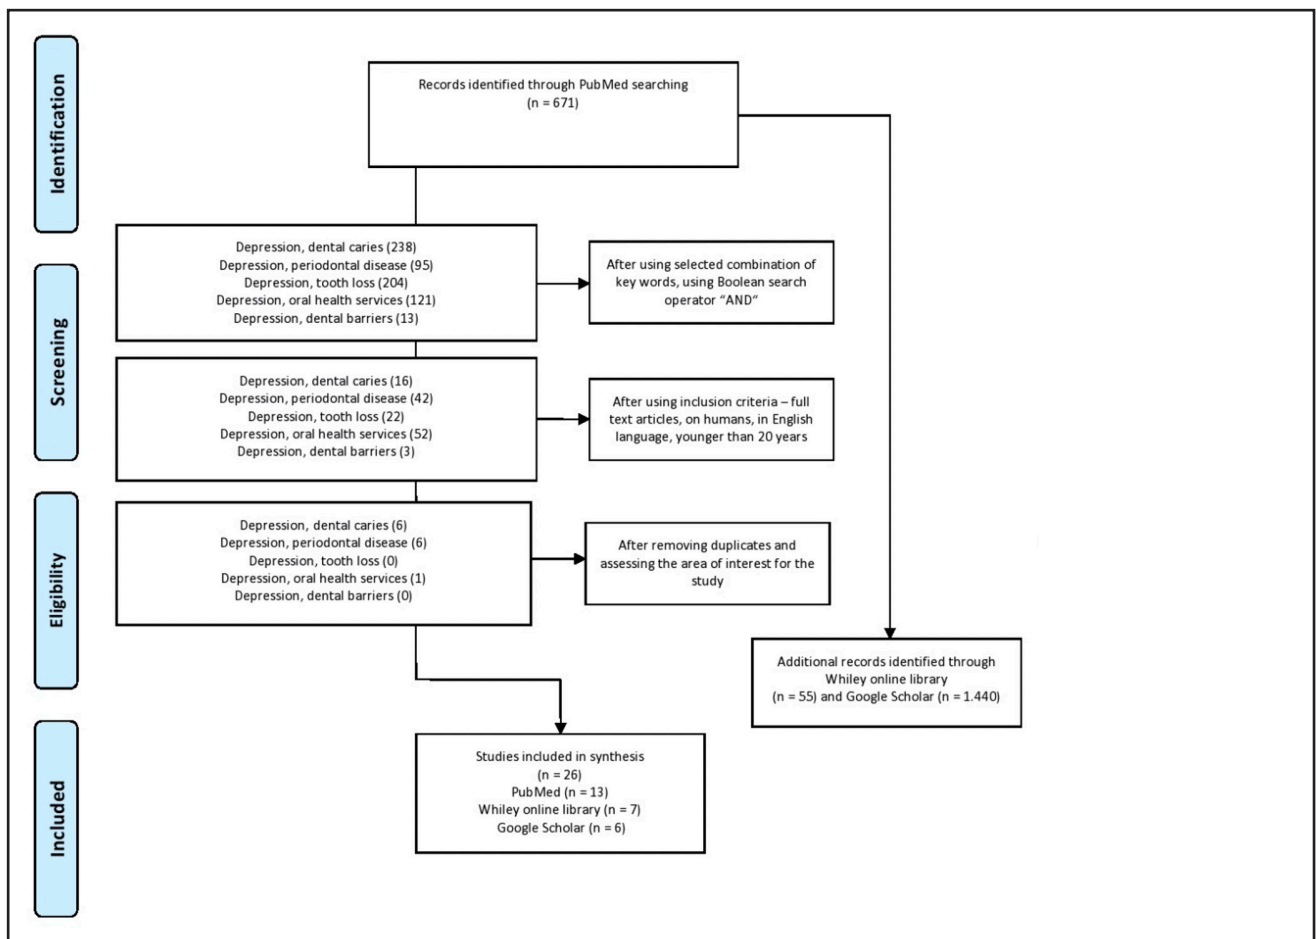 Identification
Records identified through PubMed searching
(n = 671)
Screening
Depression, dental caries (238)
Depression, periodontal disease (95)
Depression, tooth loss (204)
Depression, oral health services (121)
Depression, dental barriers (13)
After using selected combination of
key words, using Boolean search
operator “AND“
Depression, dental caries (16)
Depression, periodontal disease (42)
Depression, tooth loss (22)
Depression, oral health services (52)
Depression, dental barriers (3)
After using inclusion criteria – full
text articles, on humans, in English
language, younger than 20 years
Eligibility
Depression, dental caries (6)
Depression, periodontal disease (6)
Depression, tooth loss (0)
Depression, oral health services (1)
Depression, dental barriers (0)
After removing duplicates and
assessing the area of interest for the
study
Additional records identified through
Whiley online library
(n = 55) and Google Scholar (n = 1.440)
Included
Studies included in synthesis
(n = 26)
PubMed (n = 13)
Whiley online library (n = 7)
Google Scholar (n = 6)